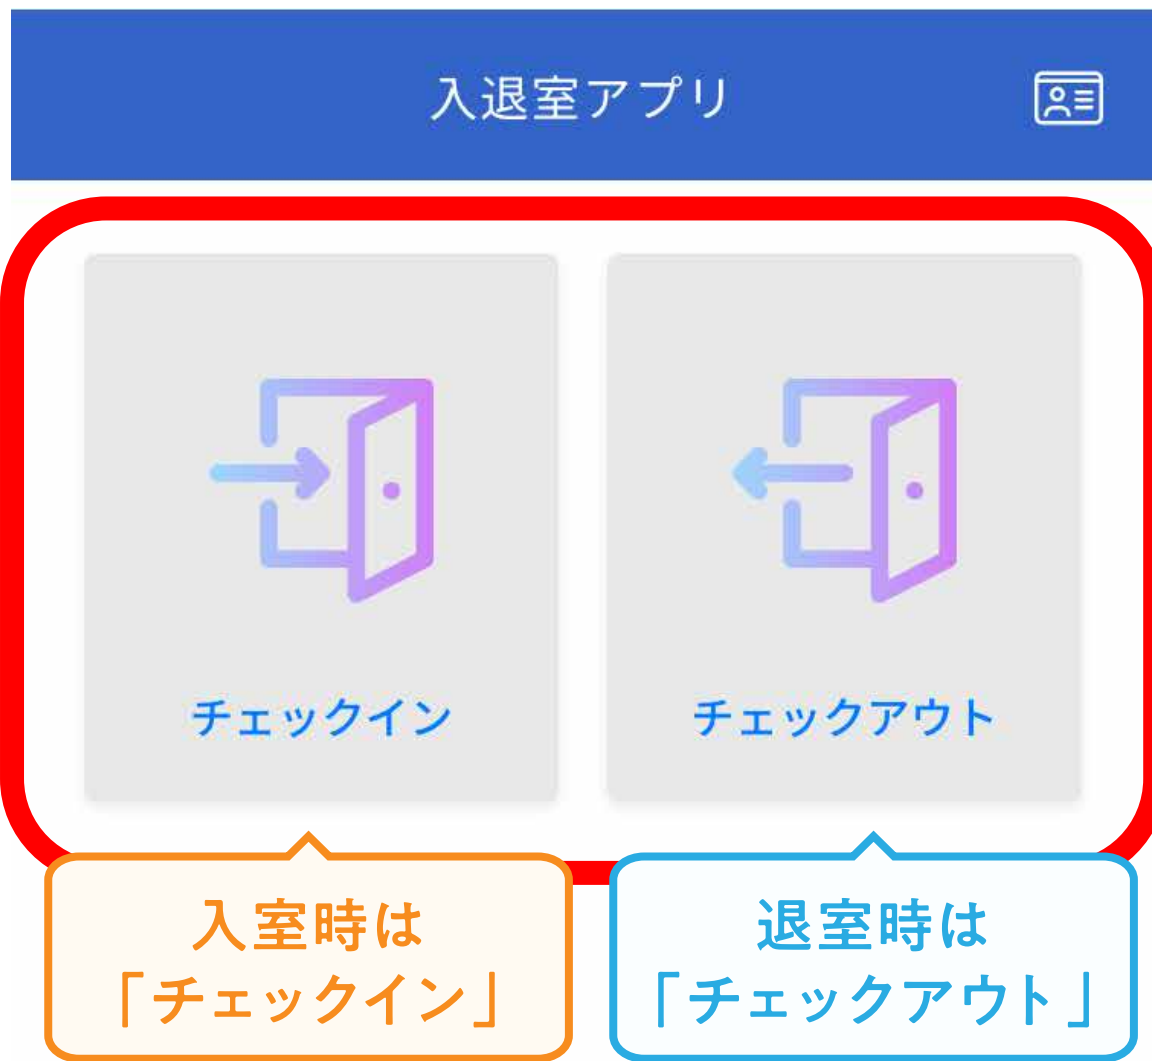 入退室アプリ
チェックイン
チェックアウト
入室時は
「チェックイン」
退室時は
「チェックアウト」